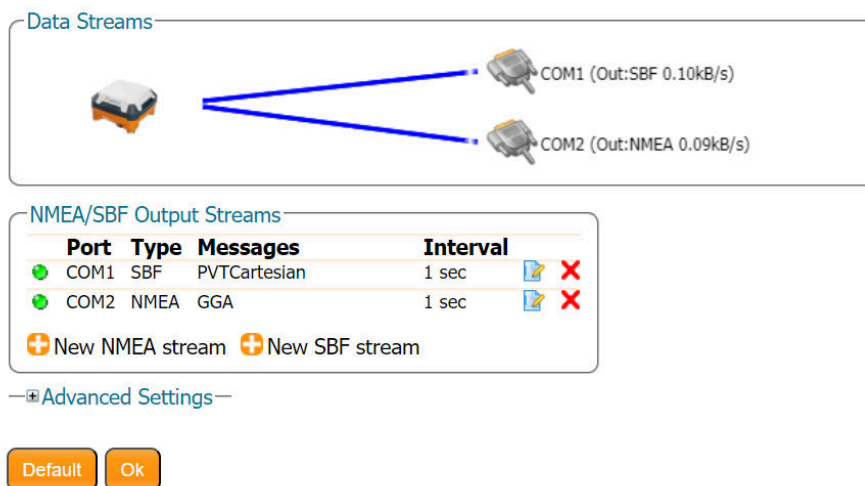 Data Streams
COM1 (Out:SBF 0.10kB/s)
COM2 (Out:NMEA 0.09kB/s)
NMEA/SBF Output Streams
Port Type Messages Interval
COM1 SBF PVTCartesian 1 sec
COM2 NMEA GGA 1 sec
New NMEA stream New SBF stream
Advanced Settings
Default Ok